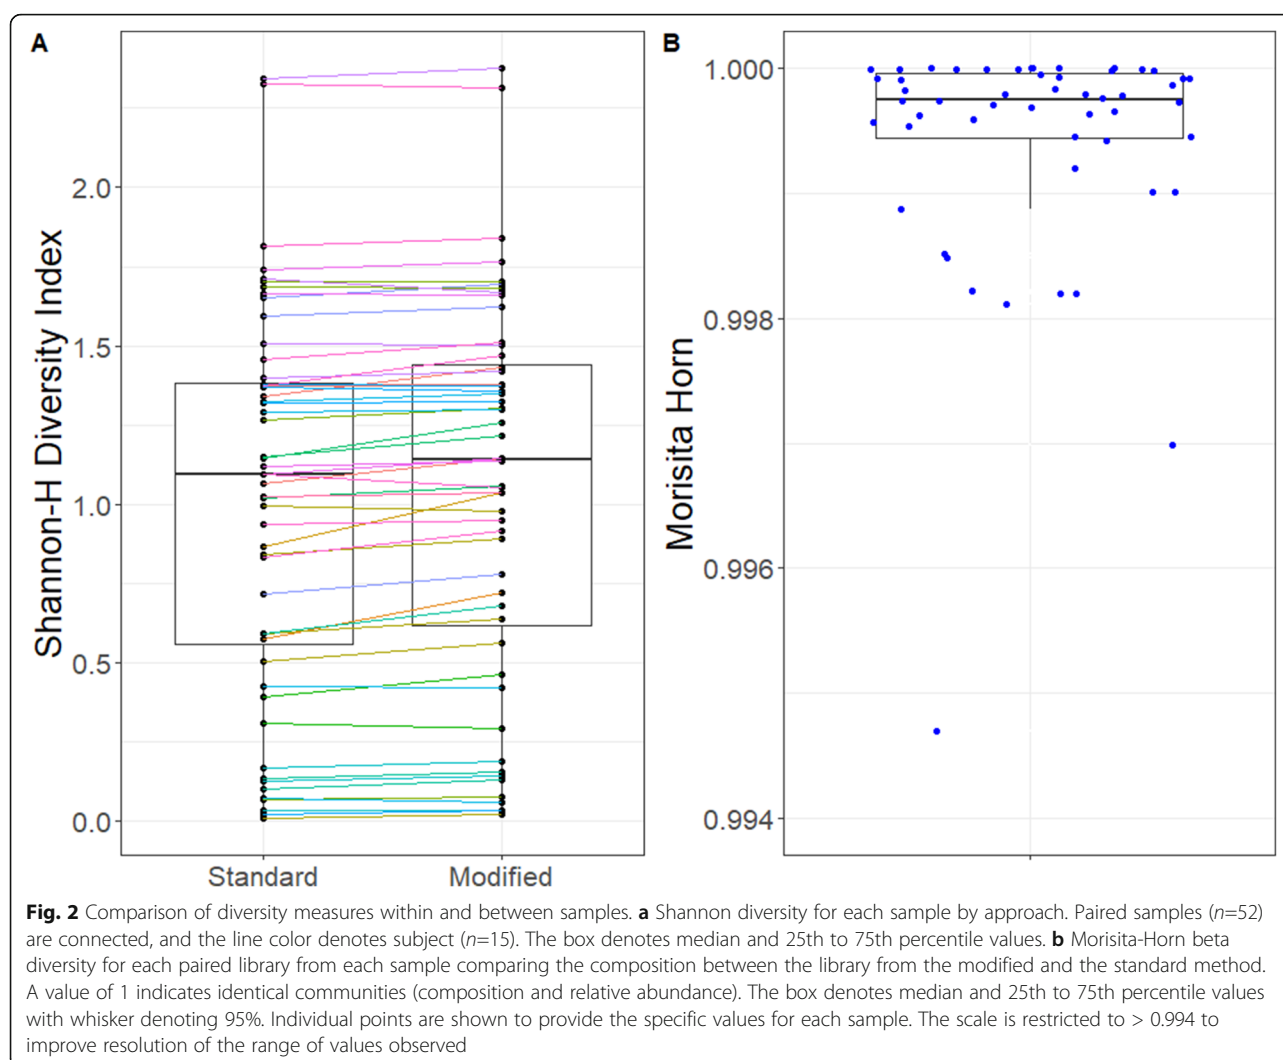 A
B
Shannon-H Diversity Index
2.0
1.5
1.0
0.5
0.0
Standard
Modified
Morisita Horn
1.000
0.998
0.996
0.994
Fig. 2 Comparison of diversity measures within and between samples. a Shannon diversity for each sample by approach. Paired samples (n=52)
are connected, and the line color denotes subject (n=15). The box denotes median and 25th to 75th percentile values. b Morisita-Horn beta
diversity for each paired library from each sample comparing the composition between the library from the modified and the standard method.
A value of 1 indicates identical communities (composition and relative abundance). The box denotes median and 25th to 75th percentile values
with whisker denoting 95%. Individual points are shown to provide the specific values for each sample. The scale is restricted to > 0.994 to
improve resolution of the range of values observed